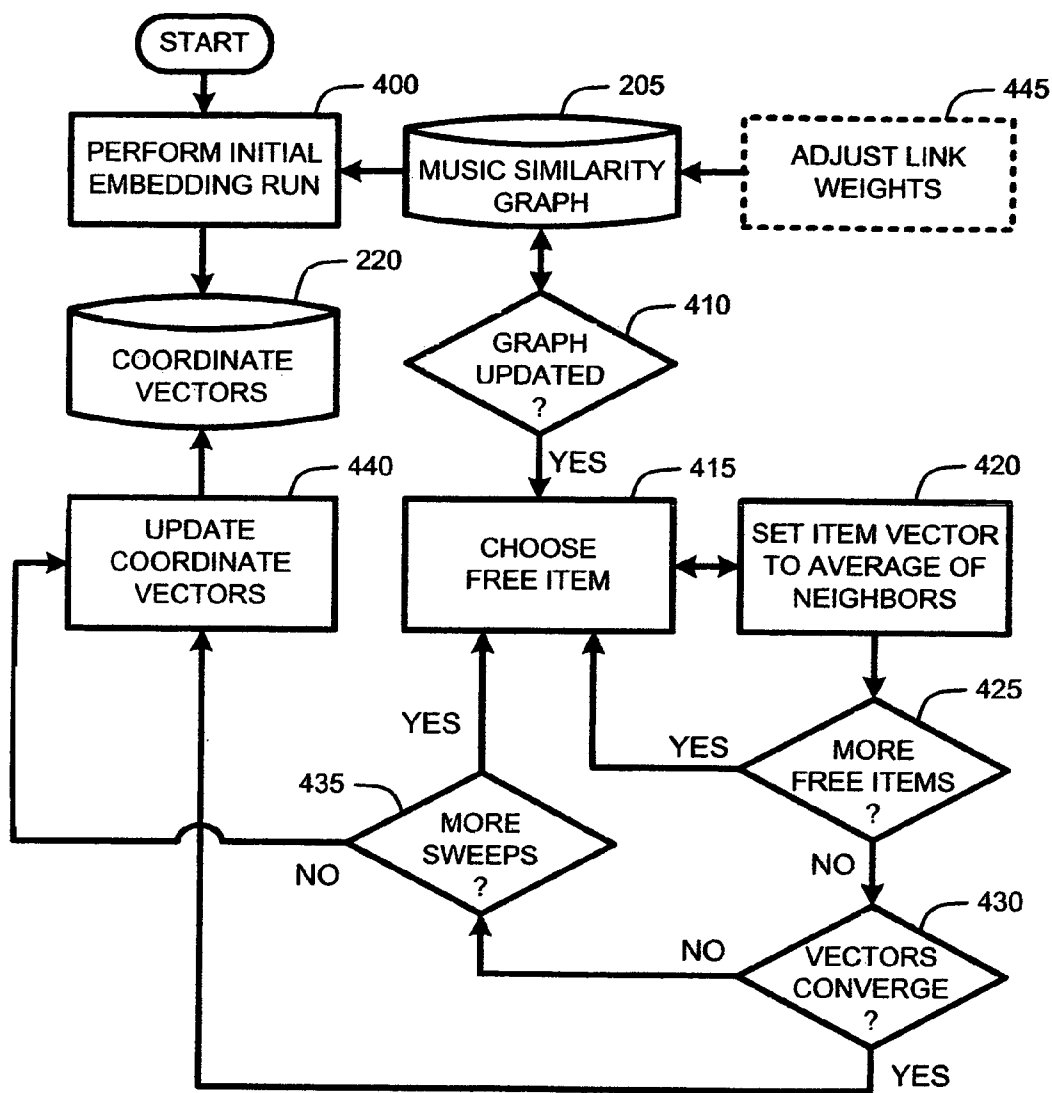 START
400
205
445
PERFORM INITIAL
EMBEDDING RUN
MUSIC SIMILARITY
GRAPH
ADJUST LINK
WEIGHTS
220
COORDINATE
VECTORS
410
GRAPH
UPDATED
?
YES
440
415
420
UPDATE
COORDINATE
VECTORS
CHOOSE
FREE ITEM
SET ITEM VECTOR
TO AVERAGE OF
NEIGHBORS
YES
YES
425
MORE
FREE ITEMS
?
435
MORE
SWEEPS
?
NO
NO
430
NO
VECTORS
CONVERGE
?
YES